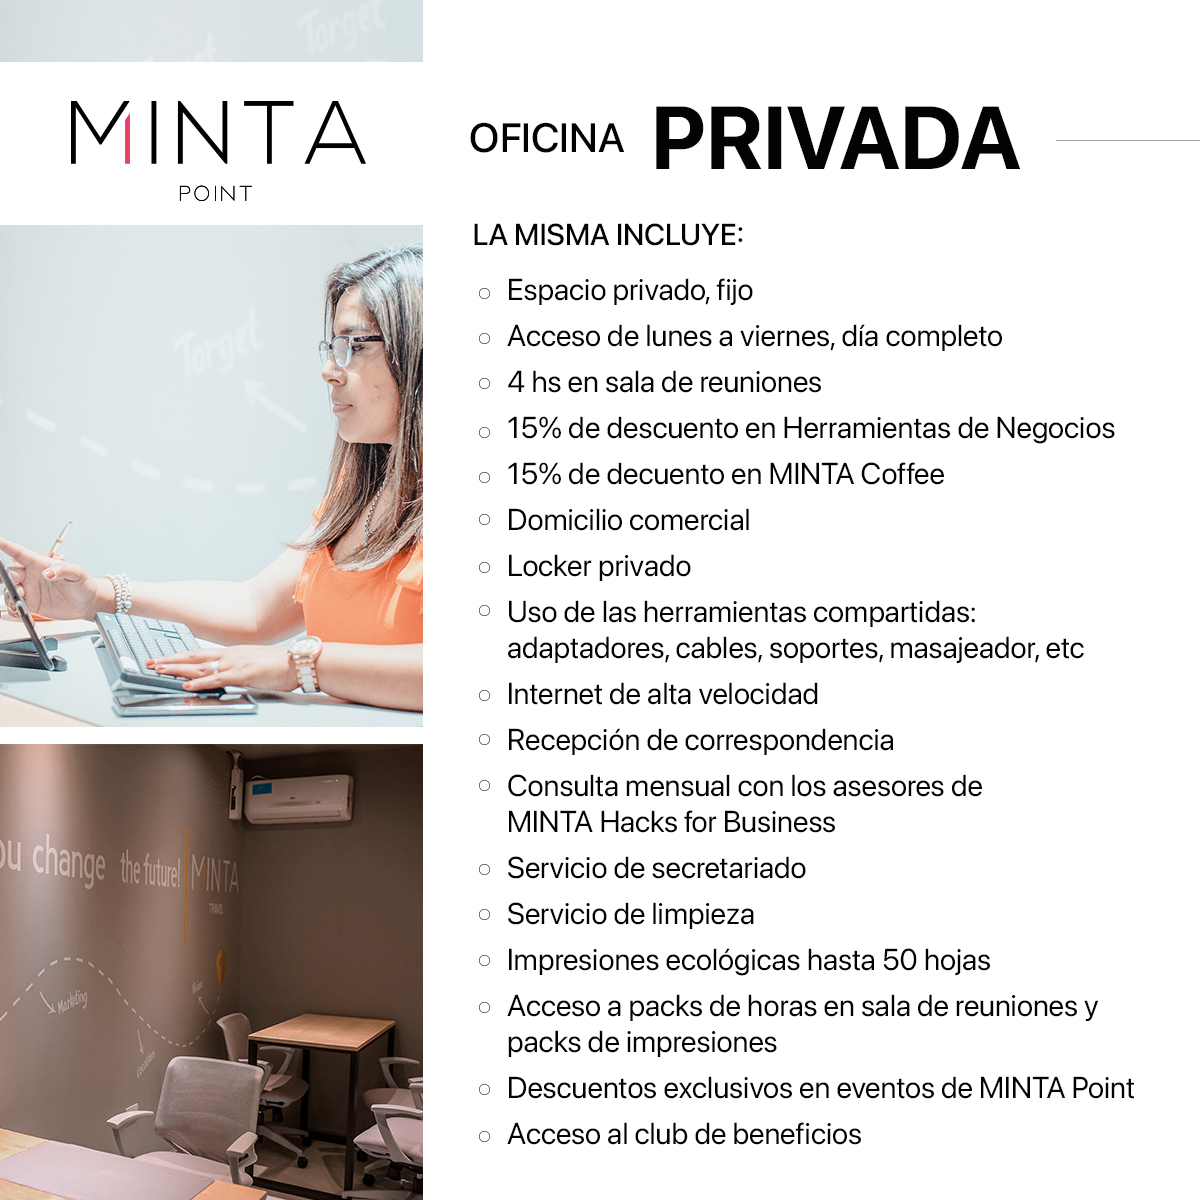 Target
MINTA
POINT
OFICINA PRIVADA
LA MISMA INCLUYE:
Espacio privado, fijo
Acceso de lunes a viernes, día completo
4 hs en sala de reuniones
15% de descuento en Herramientas de Negocios
15% de decuento en MINTA Coffee
Domicilio comercial
Locker privado
Uso de las herramientas compartidas:
adaptadores, cables, soportes, masajeador, etc
Internet de alta velocidad
Recepción de correspondencia
Consulta mensual con los asesores de
MINTA Hacks for Business
Servicio de secretariado
Servicio de limpieza
Impresiones ecológicas hasta 50 hojas
Acceso a packs de horas en sala de reuniones y
packs de impresiones
Descuentos exclusivos en eventos de MINTA Point
Acceso al club de beneficios
Target
ou change the future! MINTA
TRAVEL
Marketing
Location